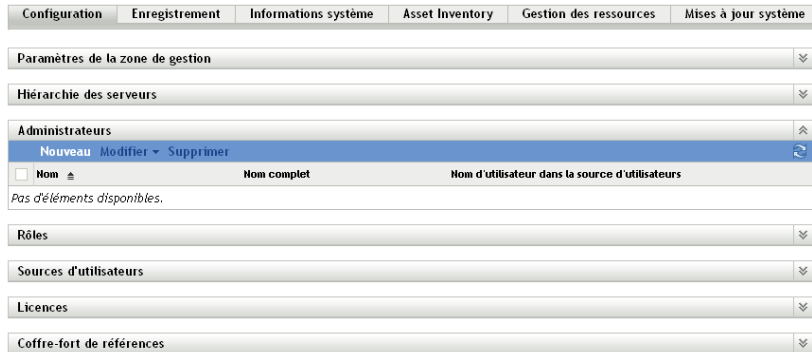 Configuration Enregistrement Informations système Asset Inventory Gestion des ressources Mises à jour système
Paramètres de la zone de gestion
Hiérarchie des serveurs
Administrateurs
Nouveau Modifier Supprimer
Nom Nom complet Nom d'utilisateur dans la source d'utilisateurs
Pas d'éléments disponibles.
Rôles
Sources d'utilisateurs
Licences
Coffre-fort de références